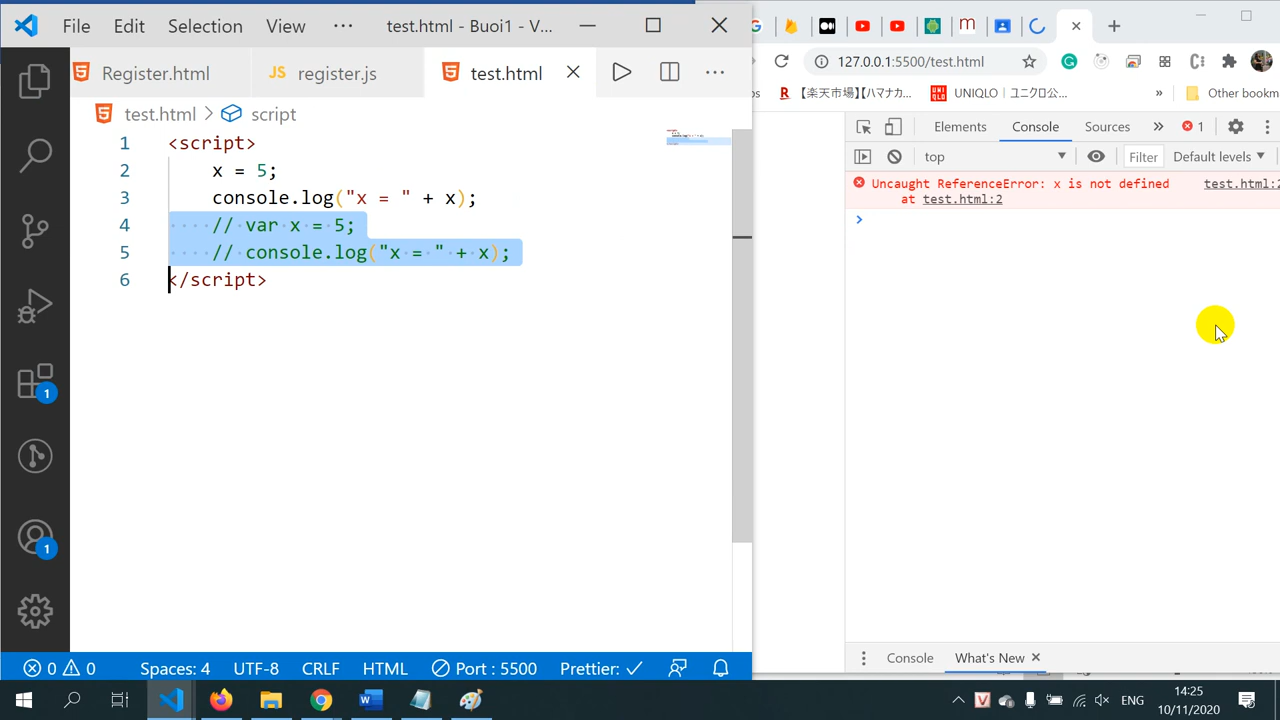 File Edit Selection View ··· test.html - Buoi1 - V...
Register.html JS register.js test.html ···
test.html > script
1 <script>
2 x = 5;
3 console.log("x = " + x);
4 // var x = 5;
5 // console.log("x = " + x);
6 </script>
1
1
0 0 Spaces: 4 UTF-8 CRLF HTML Port : 5500 Prettier: ✓
127.0.0.1:5500/test.html
ps R 【楽天市場】【ハマナカ... UNIQLO | ユニクロ公... » Other bookm
Elements Console Sources » 1
top Filter Default levels
Uncaught ReferenceError: x is not defined test.html:2
at test.html:2
>
Console What's New
ENG 14:25
10/11/2020